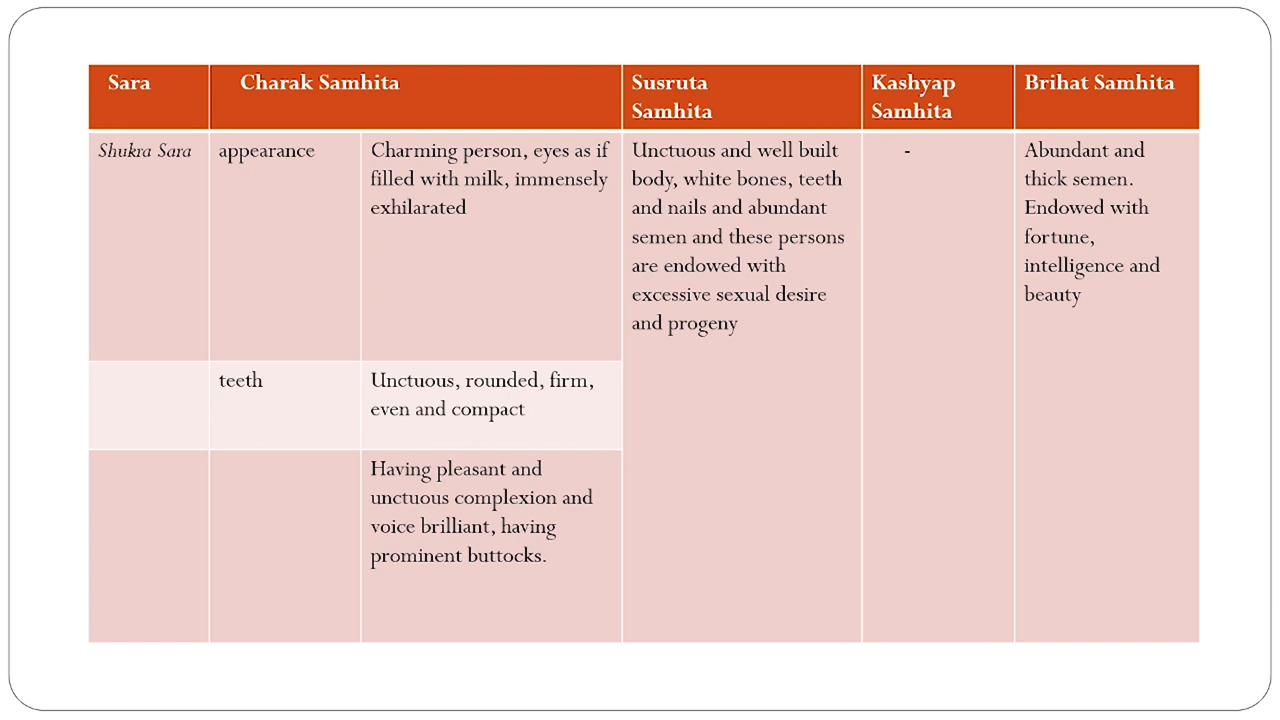 Sara
Charak Samhita
Susruta
Samhita
Kashyap
Samhita
Brihat Samhita
Shukra Sara
appearance
Charming person, eyes as if
filled with milk, immensely
exhilarated
Unctuous and well built
body, white bones, teeth
and nails and abundant
semen and these persons
are endowed with
excessive sexual desire
and progeny
-
Abundant and
thick semen.
Endowed with
fortune,
intelligence and
beauty
teeth
Unctuous, rounded, firm,
even and compact
Having pleasant and
unctuous complexion and
voice brilliant, having
prominent buttocks.